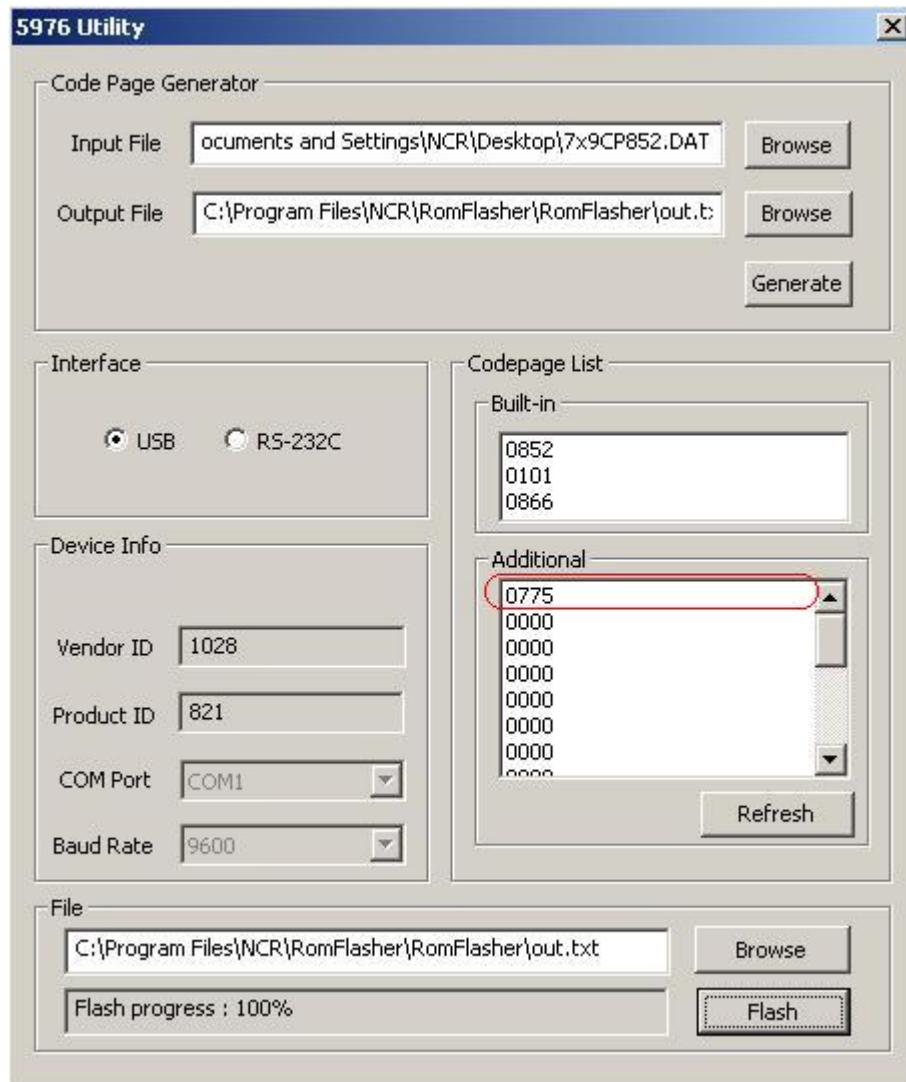 5976 Utility
Code Page Generator
Input File ocuments and Settings\NCR\Desktop\7x9CP852.DAT Browse
Output File C:\Program Files\NCR\RomFlasher\RomFlasher\out.t Browse
Generate
Interface
USB RS-232C
Codepage List
Built-in
0852
0101
0866
Device Info
Vendor ID 1028
Product ID 821
COM Port COM1
Baud Rate 9600
Additional
0775
0000
0000
0000
0000
0000
0000
0000
Refresh
File
C:\Program Files\NCR\RomFlasher\RomFlasher\out.txt Browse
Flash progress : 100% Flash